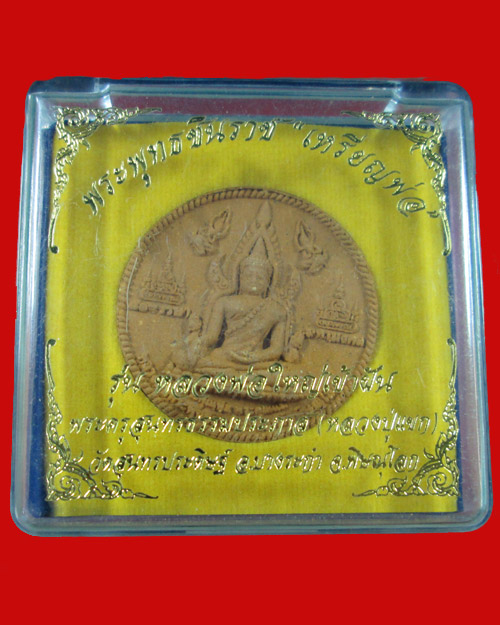 พระพุทธชินราช "เหรียญพ่อ"
รุ่น หลวงพ่อใหญ่เข้าฝัน
พระครูสุนทรธรรมประภาส (หลวงปู่แขก)
วัดสุนทรประดิษฐ์ อ.บางระกำ จ.พิษณุโลก